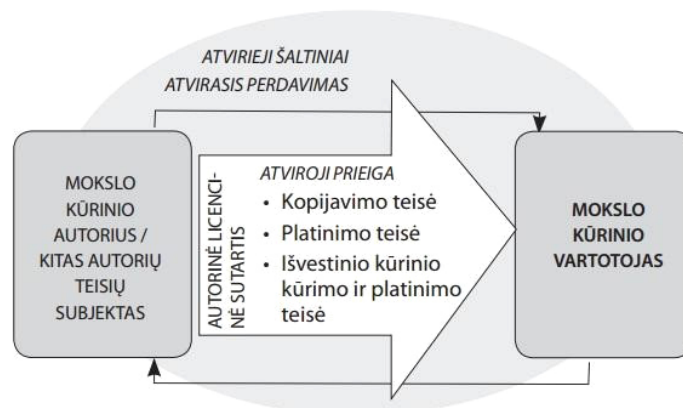 ATVIRIEJI ŠALTINIAI
ATVIRASIS PERDAVIMAS
MOKSLO
KŪRINIO
AUTORIUS /
KITAS AUTORIŲ
TEISIŲ
SUBJEKTAS
AUTORINĖ LICENCI-
NĖ SUTARTIS
ATVIROJI PRIEIGA
• Kopijavimo teisė
• Platinimo teisė
• Išvestinio kūrinio
kūrimo ir platinimo
teisė
MOKSLO
KŪRINIO
VARTOTOJAS